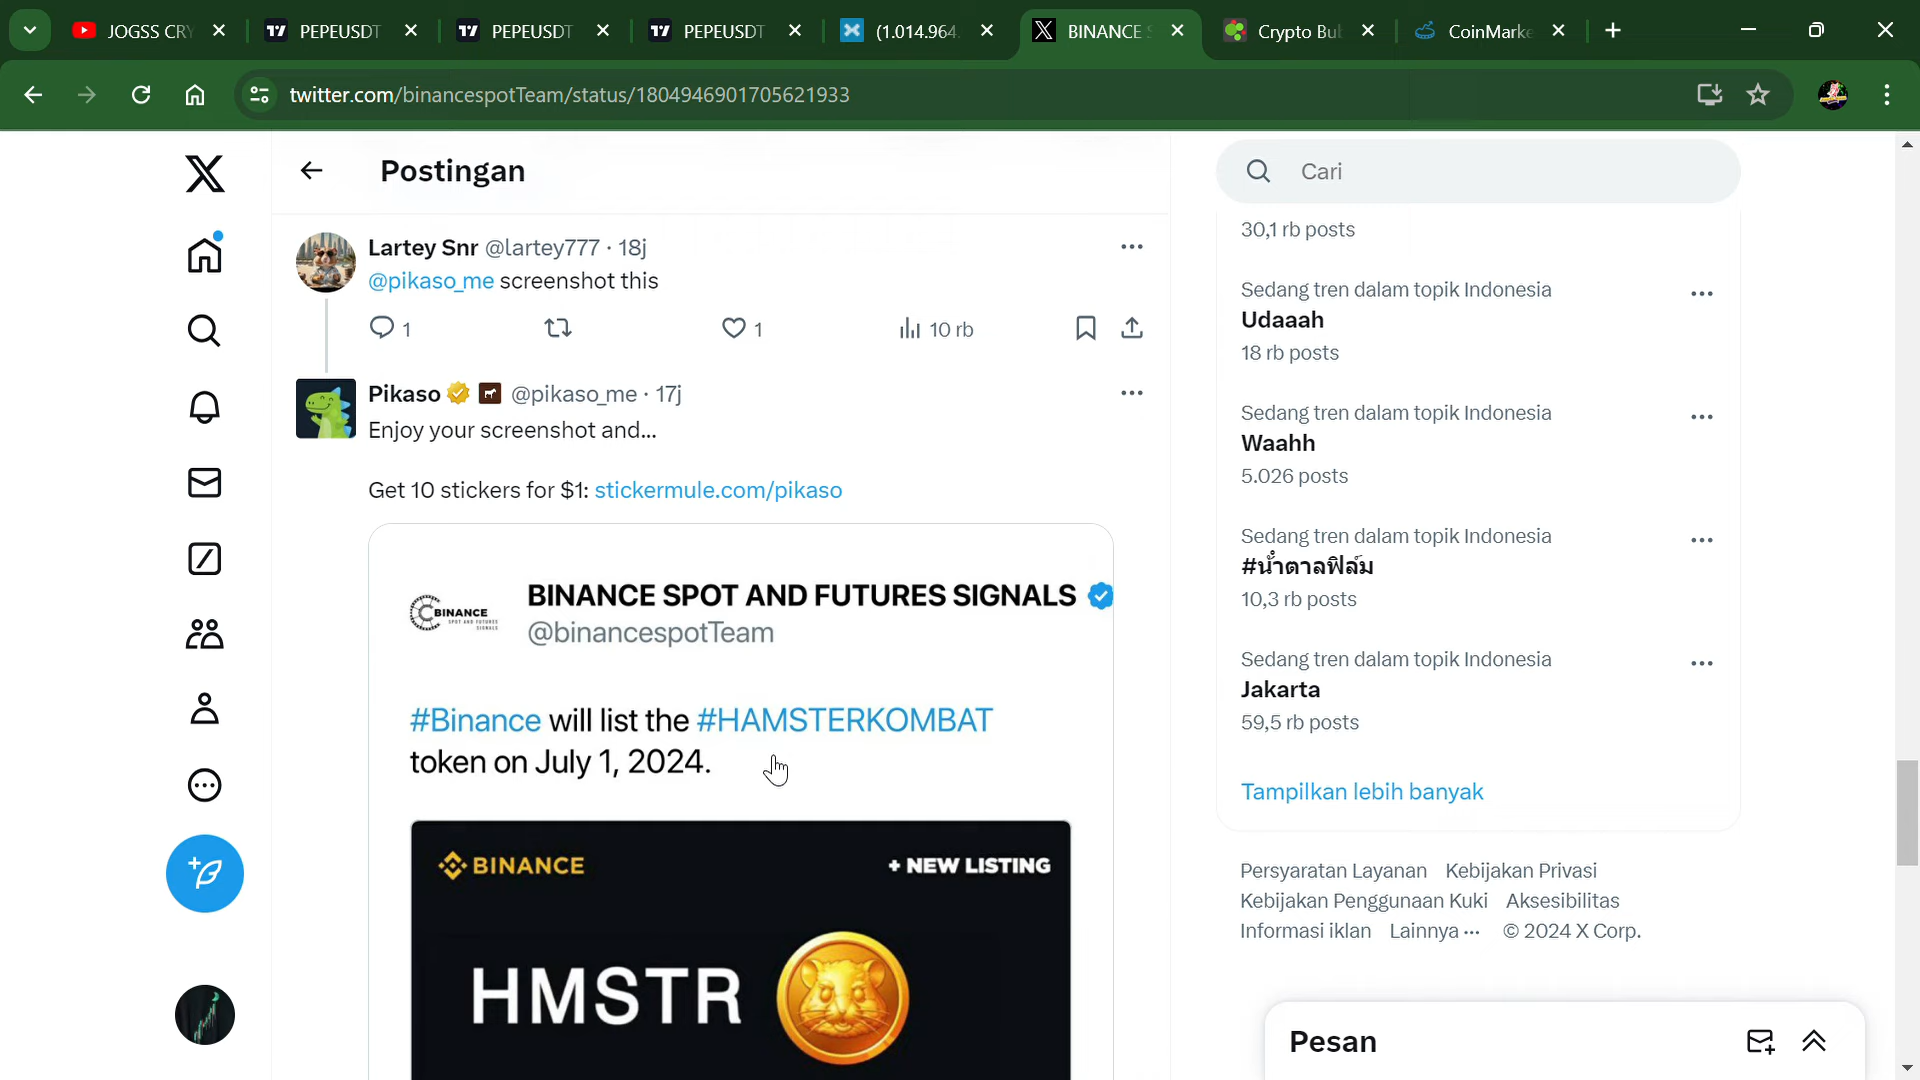 JOGSS CRY
PEPEUSDT
PEPEUSDT
PEPEUSDT
(1.014.964.
BINANCE S
Crypto Bu
CoinMarke
twitter.com/binancespotTeam/status/1804946901705621933
Postingan
Lartey Snr @lartey777 · 18j
@pikaso_me screenshot this
1
1
10 rb
Pikaso @pikaso_me · 17j
Enjoy your screenshot and...
Get 10 stickers for $1: stickermule.com/pikaso
BINANCE
SPOT AND FUTURES
SIGNALS
BINANCE SPOT AND FUTURES SIGNALS
@binancespotTeam
#Binance will list the #HAMSTERKOMBAT
token on July 1, 2024.
BINANCE
+ NEW LISTING
HMSTR
Cari
30,1 rb posts
Sedang tren dalam topik Indonesia
Udaaah
18 rb posts
Sedang tren dalam topik Indonesia
Waahh
5.026 posts
Sedang tren dalam topik Indonesia
#น้ําตาลฟิล์ม
10,3 rb posts
Sedang tren dalam topik Indonesia
Jakarta
59,5 rb posts
Tampilkan lebih banyak
Persyaratan Layanan Kebijakan Privasi
Kebijakan Penggunaan Kuki Aksesibilitas
Informasi iklan Lainnya ··· © 2024 X Corp.
Pesan